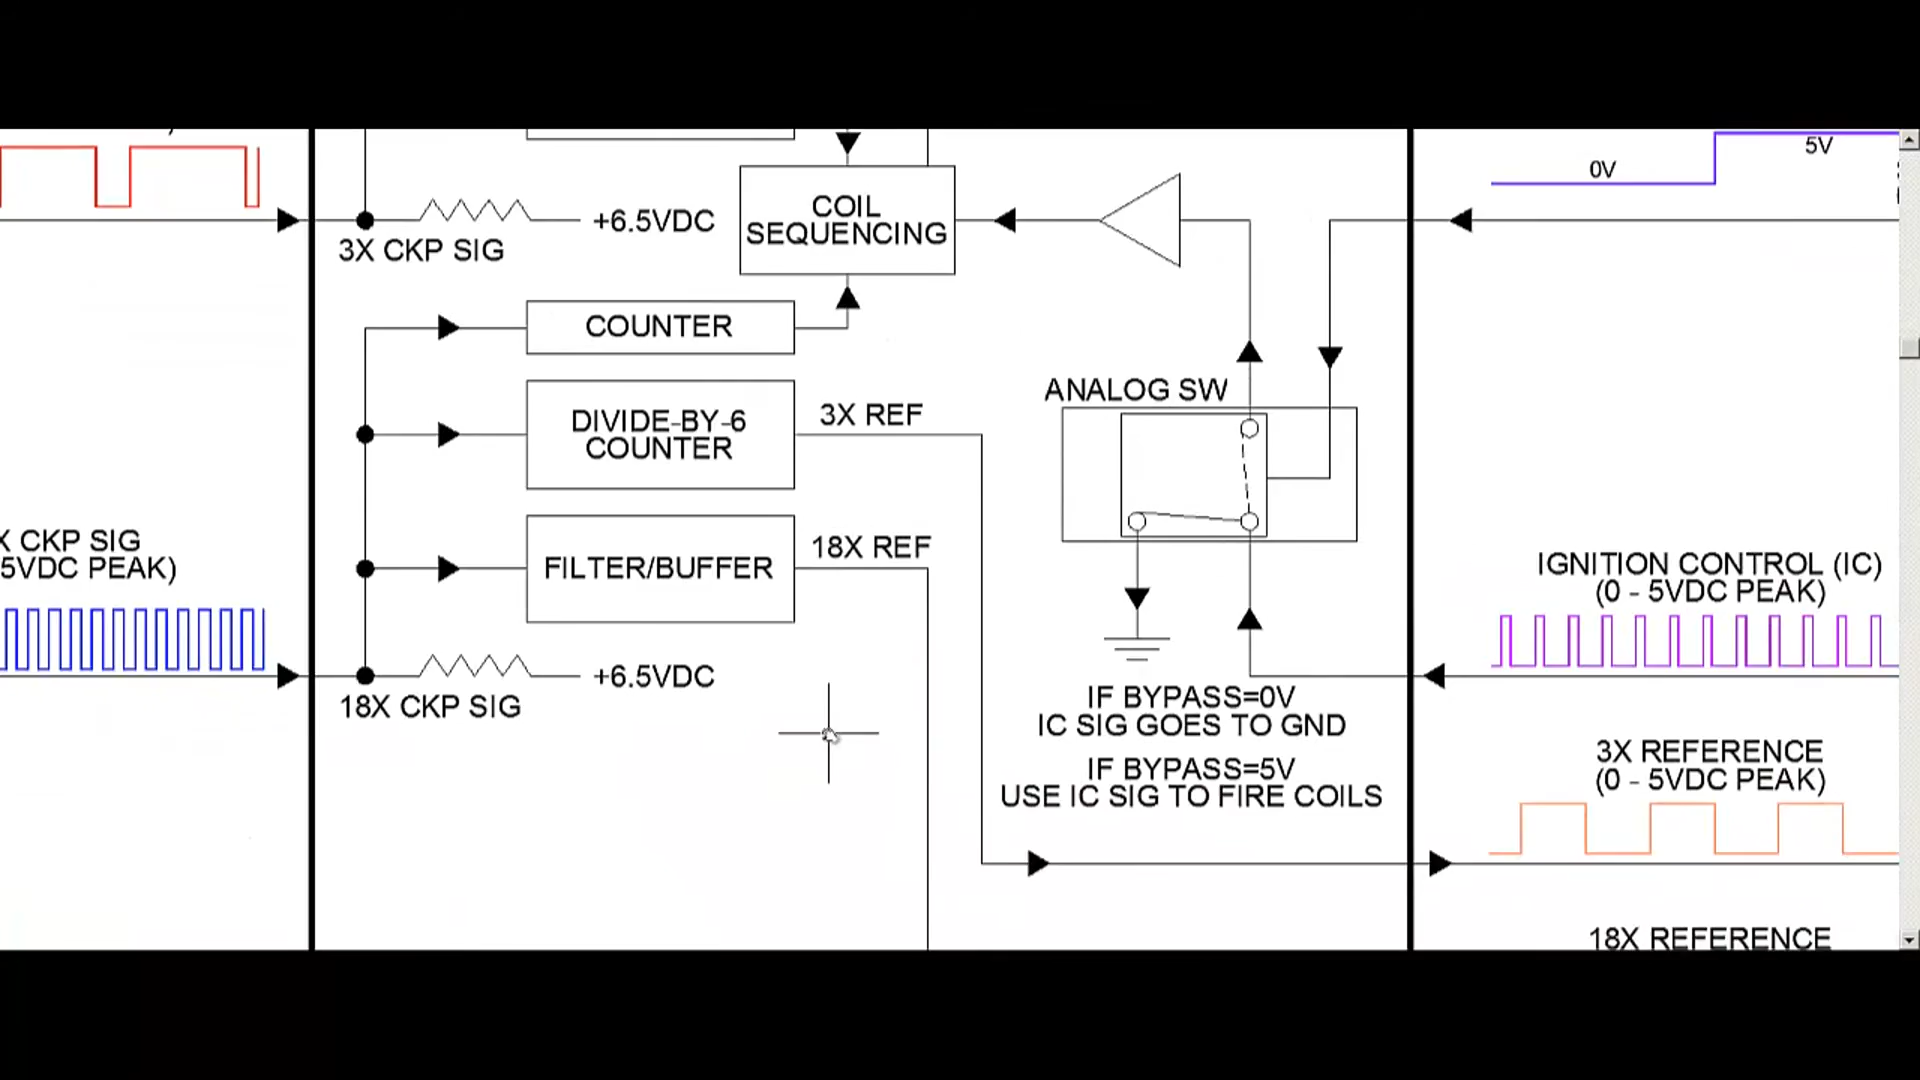 0V
5V
+6.5VDC
3X CKP SIG
COIL
SEQUENCING
COUNTER
DIVIDE-BY-6
COUNTER
3X REF
ANALOG SW
X CKP SIG
5VDC PEAK)
FILTER/BUFFER
18X REF
+6.5VDC
18X CKP SIG
IF BYPASS=0V
IC SIG GOES TO GND
IF BYPASS=5V
USE IC SIG TO FIRE COILS
IGNITION CONTROL (IC)
(0 - 5VDC PEAK)
3X REFERENCE
(0 - 5VDC PEAK)
18X REFERENCE